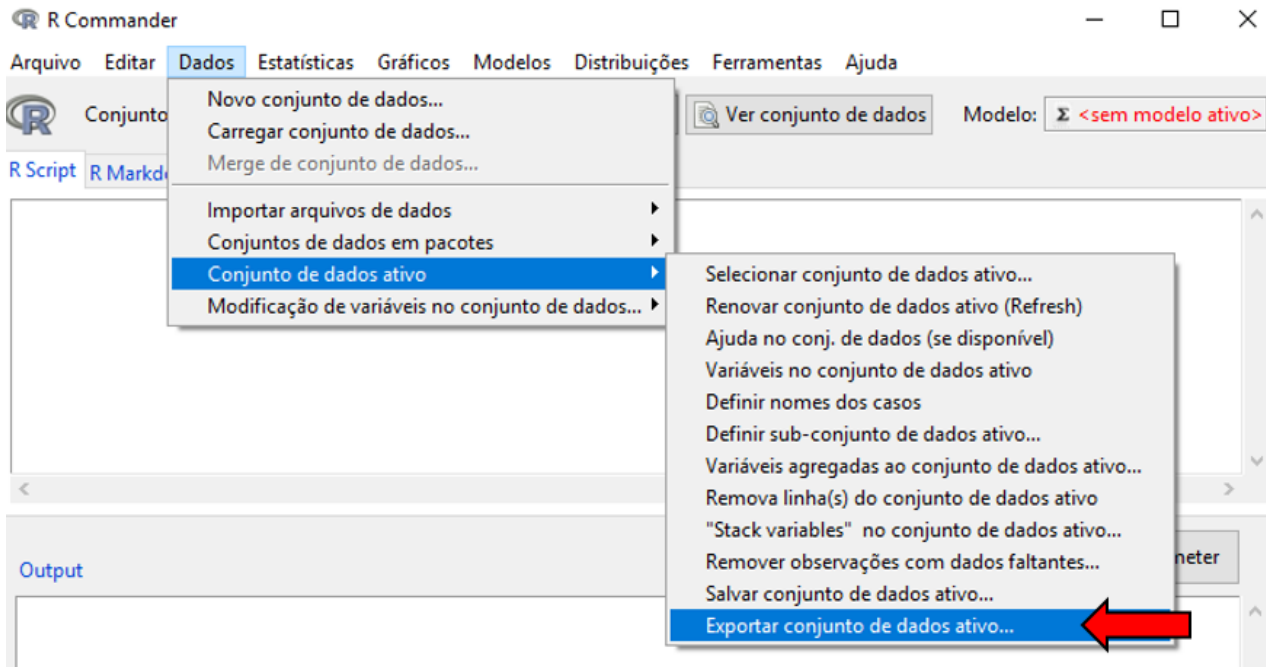 R Commander
Arquivo Editar Dados Estatísticas Gráficos Modelos Distribuições Ferramentas Ajuda
Conjunto Ver conjunto de dados Modelo: Σ <sem modelo ativo>
R Script R Markd
Novo conjunto de dados...
Carregar conjunto de dados...
Merge de conjunto de dados...
Importar arquivos de dados
Conjuntos de dados em pacotes
Conjunto de dados ativo
Modificação de variáveis no conjunto de dados...
Selecionar conjunto de dados ativo...
Renovar conjunto de dados ativo (Refresh)
Ajuda no conj. de dados (se disponível)
Variáveis no conjunto de dados ativo
Definir nomes dos casos
Definir sub-conjunto de dados ativo...
Variáveis agregadas ao conjunto de dados ativo...
Remova linha(s) do conjunto de dados ativo
"Stack variables" no conjunto de dados ativo...
Remover observações com dados faltantes...
Salvar conjunto de dados ativo...
Exportar conjunto de dados ativo...
Output
meter